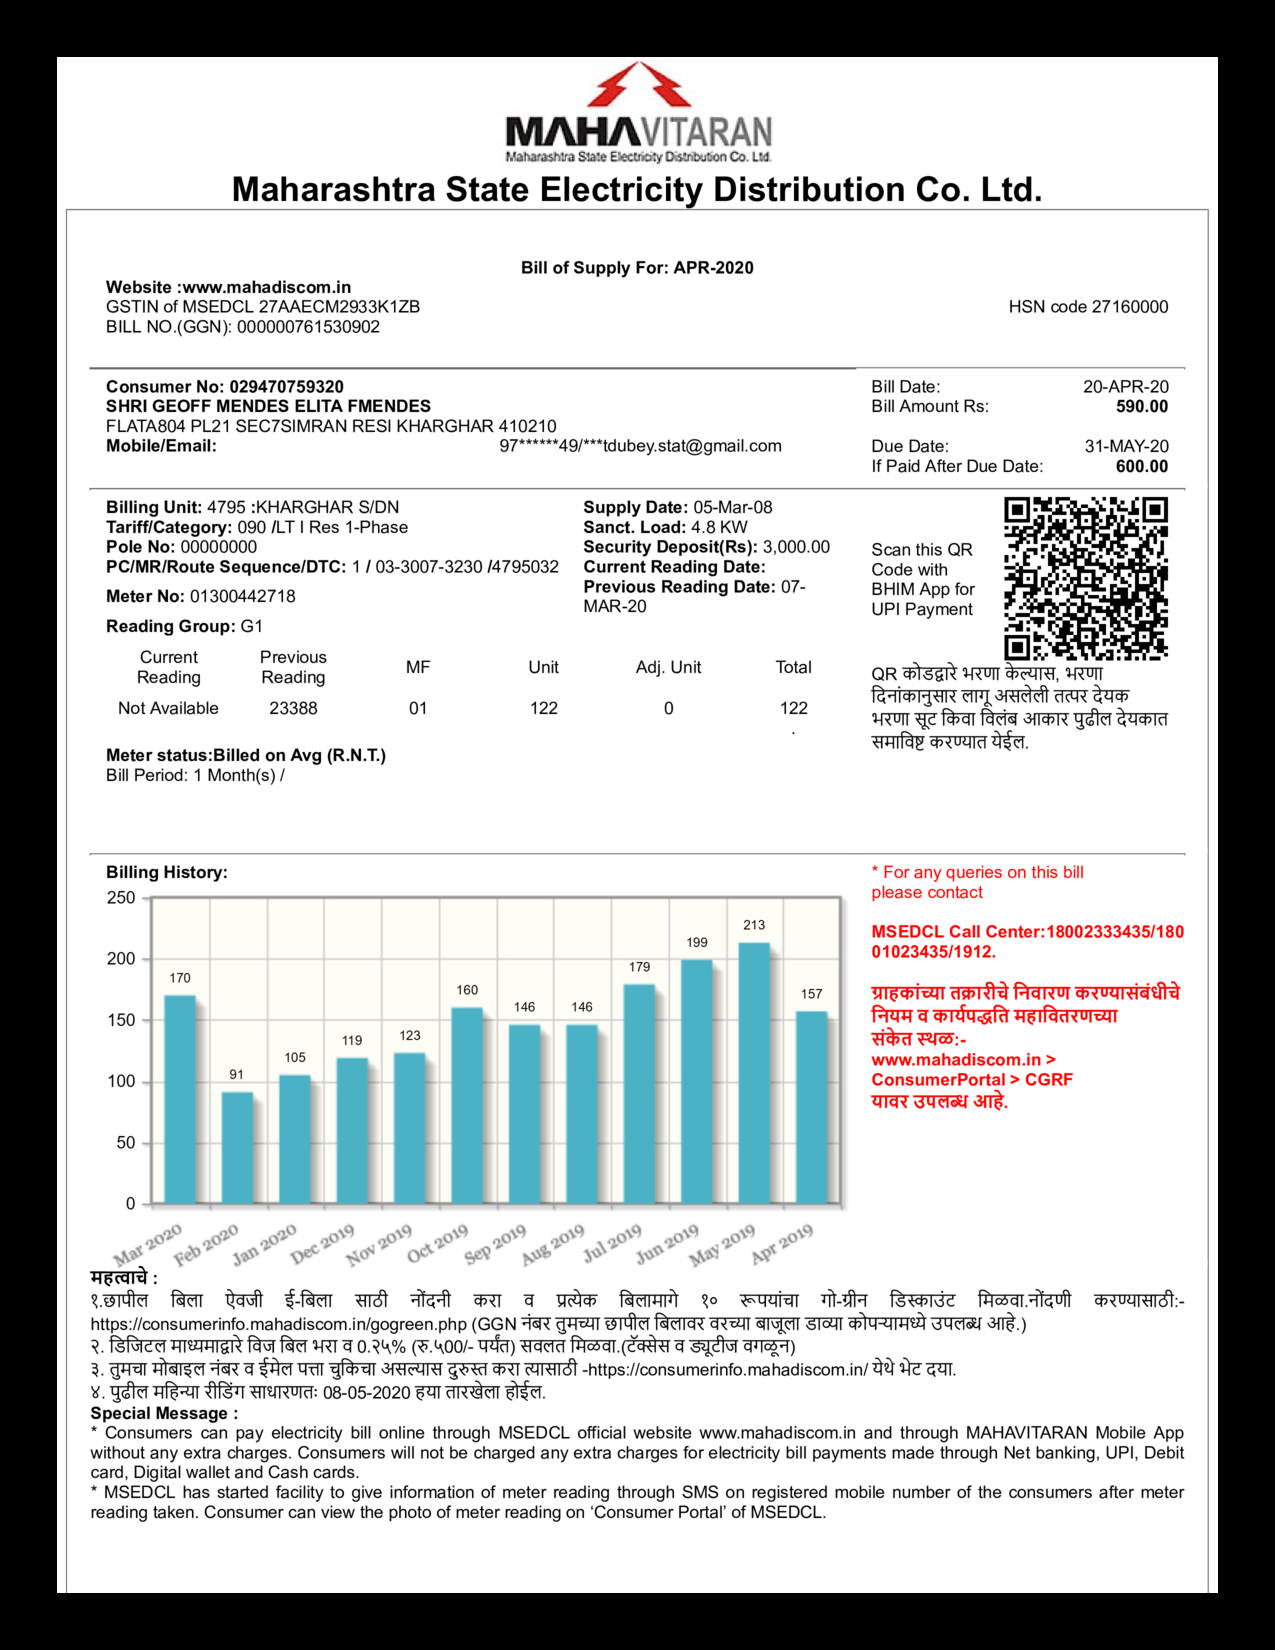 MAHAVITARAN
Maharashtra State Electricity Distribution Co. Ltd.
Maharashtra State Electricity Distribution Co. Ltd.
Bill of Supply For: APR-2020
Website :www.mahadiscom.in
GSTIN of MSEDCL 27AAECM2933K1ZB
HSN code 27160000
BILL NO.(GGN): 000000761530902
Consumer No: 029470759320
SHRI GEOFF MENDES ELITA FMENDES
FLATA804 PL21 SEC7SIMRAN RESI KHARGHAR 410210
Mobile/Email: 97******49/***tdubey.stat@gmail.com
Bill Date: 20-APR-20
Bill Amount Rs: 590.00
Due Date: 31-MAY-20
If Paid After Due Date: 600.00
Billing Unit: 4795 :KHARGHAR S/DN
Tariff/Category: 090 /LT I Res 1-Phase
Pole No: 00000000
PC/MR/Route Sequence/DTC: 1 / 03-3007-3230 /4795032
Meter No: 01300442718
Reading Group: G1
Supply Date: 05-Mar-08
Sanct. Load: 4.8 KW
Security Deposit(Rs): 3,000.00
Current Reading Date:
Previous Reading Date: 07-
MAR-20
Scan this QR
Code with
BHIM App for
UPI Payment
QR कोडद्वारे भरणा केल्यास, भरणा
दिनांकानुसार लागू असलेली तत्पर देयक
भरणा सूट किवा विलंब आकार पुढील देयकात
समाविष्ट करण्यात येईल.
Current Reading Previous Reading MF Unit Adj. Unit Total
Not Available 23388 01 122 0 122
.
Meter status:Billed on Avg (R.N.T.)
Bill Period: 1 Month(s) /
Billing History:
250
200
150
100
50
0
170 91 105 119 123 160 146 146 179 199 213 157
Mar 2020 Feb 2020 Jan 2020 Dec 2019 Nov 2019 Oct 2019 Sep 2019 Aug 2019 Jul 2019 Jun 2019 May 2019 Apr 2019
* For any queries on this bill
please contact
MSEDCL Call Center:18002333435/180
01023435/1912.
ग्राहकांच्या तक्रारीचे निवारण करण्यासंबंधीचे
नियम व कार्यपद्धति महावितरणच्या
संकेत स्थळ:-
www.mahadiscom.in >
ConsumerPortal > CGRF
यावर उपलब्ध आहे.
महत्वाचे :
१.छापील बिला ऐवजी ई-बिला साठी नोंदनी करा व प्रत्येक बिलामागे १० रूपयांचा गो-ग्रीन डिस्काउंट मिळवा.नोंदणी करण्यासाठी:-
https://consumerinfo.mahadiscom.in/gogreen.php (GGN नंबर तुमच्या छापील बिलावर वरच्या बाजूला डाव्या कोपऱ्यामध्ये उपलब्ध आहे.)
२. डिजिटल माध्यमाद्वारे विज बिल भरा व 0.२५% (रु.५00/- पर्यंत) सवलत मिळवा.(टॅक्सेस व ड्यूटीज वगळून)
३. तुमचा मोबाइल नंबर व ईमेल पत्ता चुकिचा असल्यास दुरुस्त करा त्यासाठी -https://consumerinfo.mahadiscom.in/ येथे भेट दया.
४. पुढील महिन्या रीडिंग साधारणतः 08-05-2020 हया तारखेला होईल.
Special Message :
* Consumers can pay electricity bill online through MSEDCL official website www.mahadiscom.in and through MAHAVITARAN Mobile App
without any extra charges. Consumers will not be charged any extra charges for electricity bill payments made through Net banking, UPI, Debit
card, Digital wallet and Cash cards.
* MSEDCL has started facility to give information of meter reading through SMS on registered mobile number of the consumers after meter
reading taken. Consumer can view the photo of meter reading on ‘Consumer Portal’ of MSEDCL.